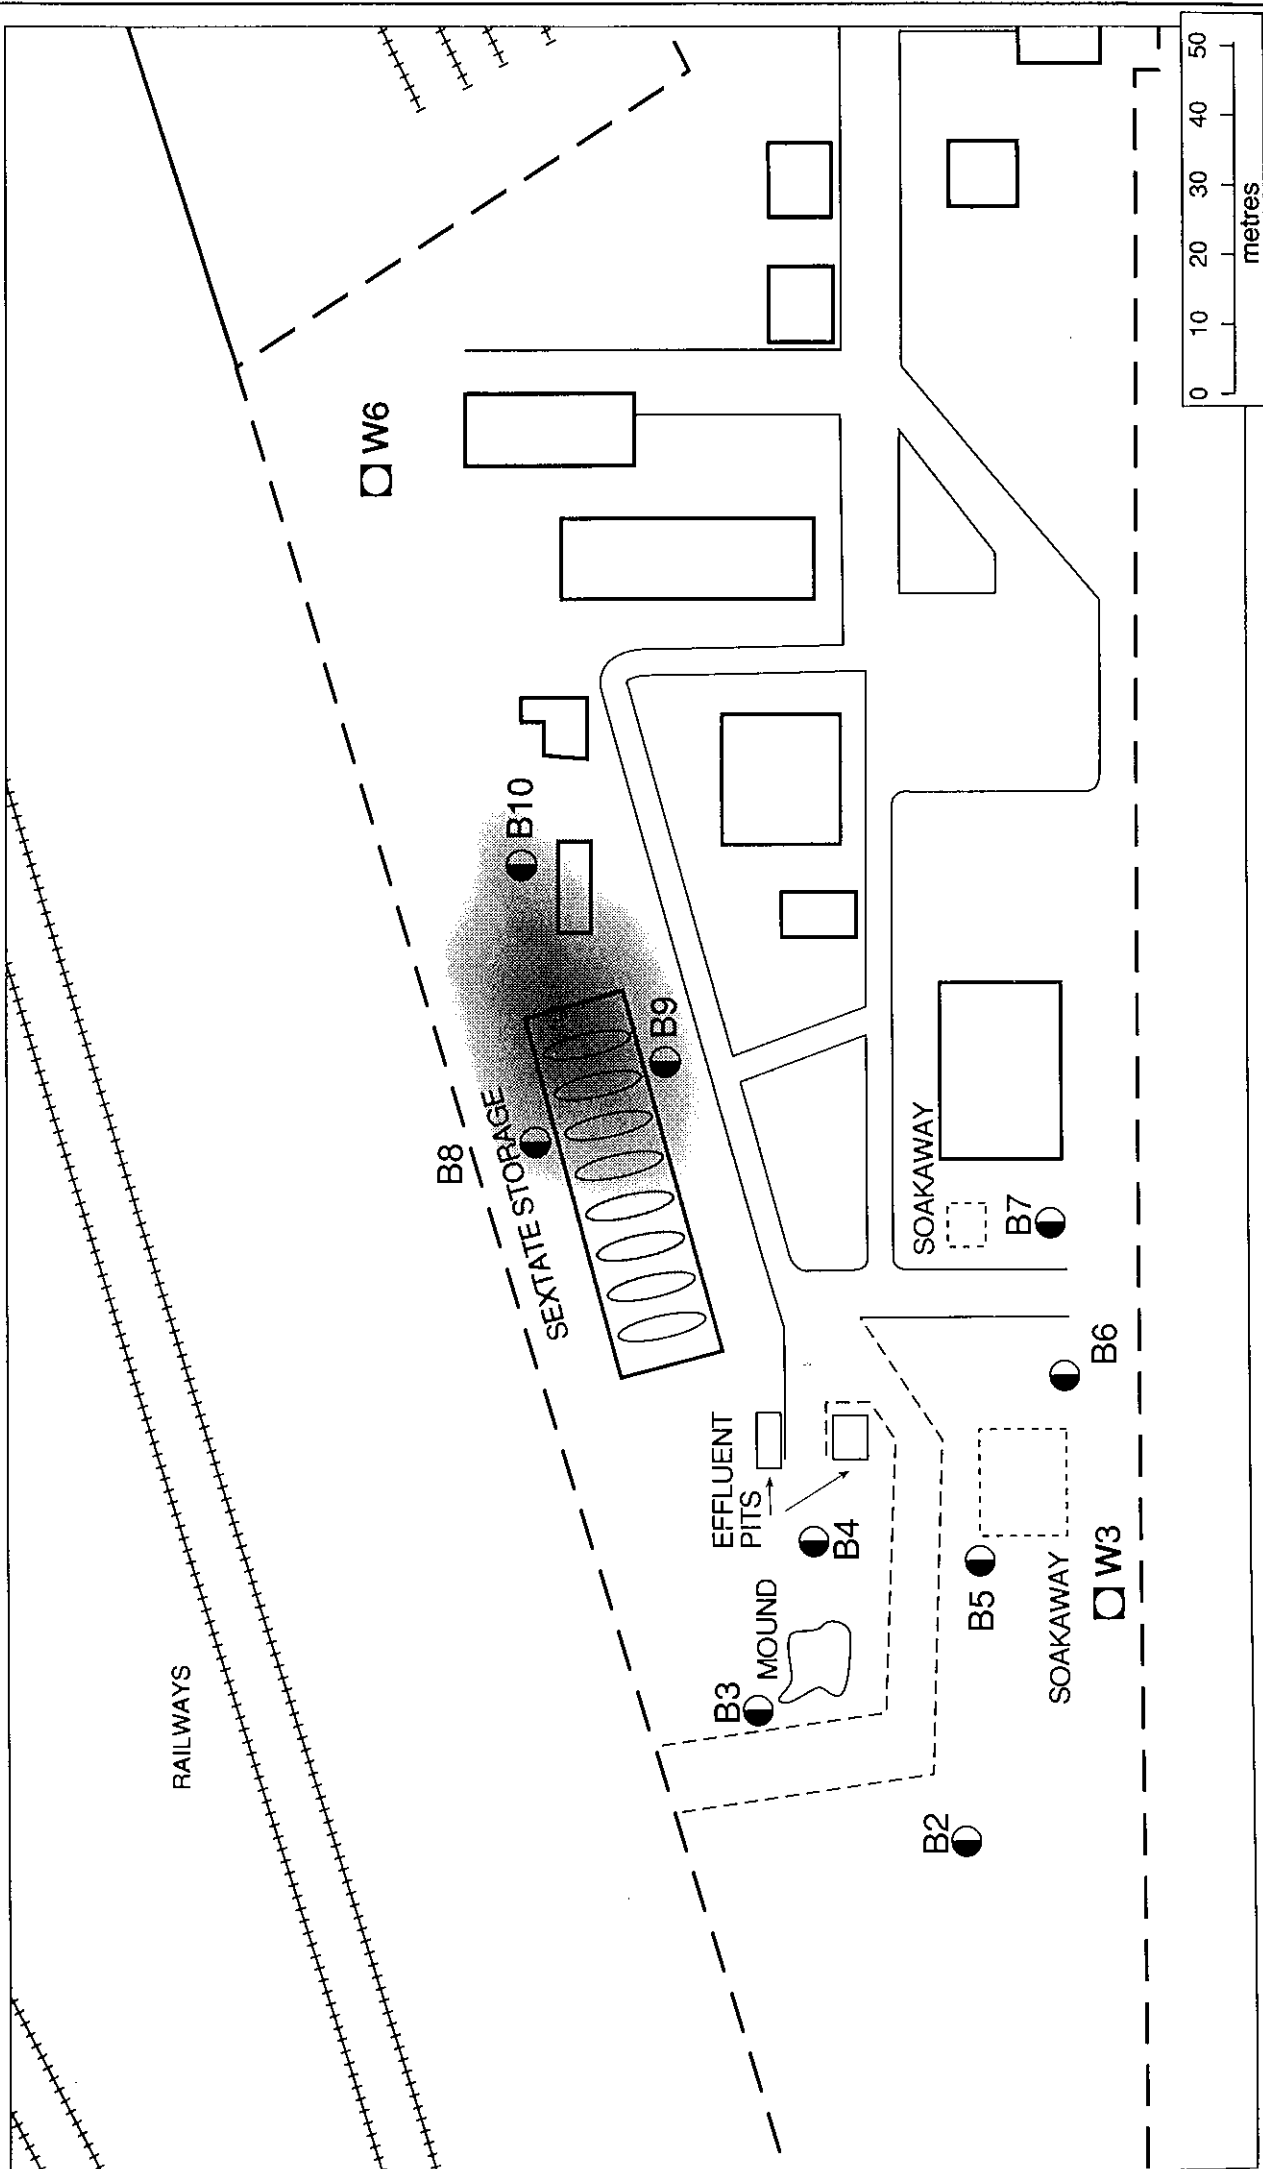 RAILWAYS
W6
B10
B8
SEXTATE STORAGE
B9
EFFLUENT
PITS
MOUND
B3
B4
SOAKAWAY
B7
B6
B5
SOAKAWAY
W3
B2
0 10 20 30 40 50
metres